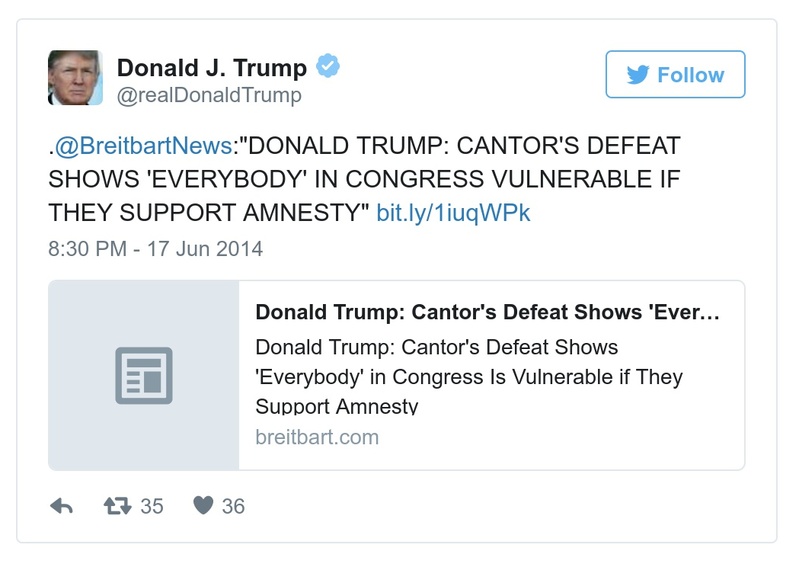 Donald J. Trump
@realDonaldTrump
Follow
.@BreitbartNews:"DONALD TRUMP: CANTOR'S DEFEAT
SHOWS 'EVERYBODY' IN CONGRESS VULNERABLE IF
THEY SUPPORT AMNESTY" bit.ly/1iuqWPk
8:30 PM - 17 Jun 2014
Donald Trump: Cantor's Defeat Shows 'Ever...
Donald Trump: Cantor's Defeat Shows
'Everybody' in Congress Is Vulnerable if They
Support Amnesty
breitbart.com
35
36